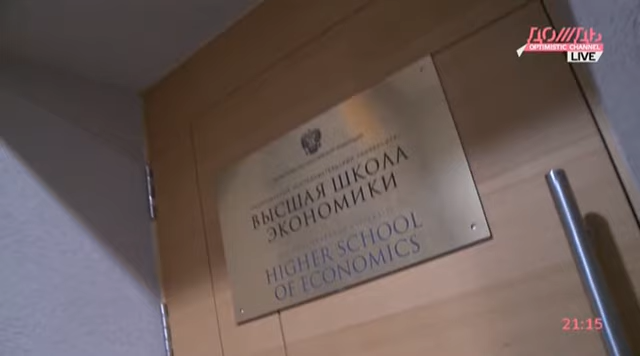 ДОЖДЬ
OPTIMISTIC CHANNEL
LIVE
ВЫСШАЯ ШКОЛА
ЭКОНОМИКИ
HIGHER SCHOOL
OF ECONOMICS
21:15